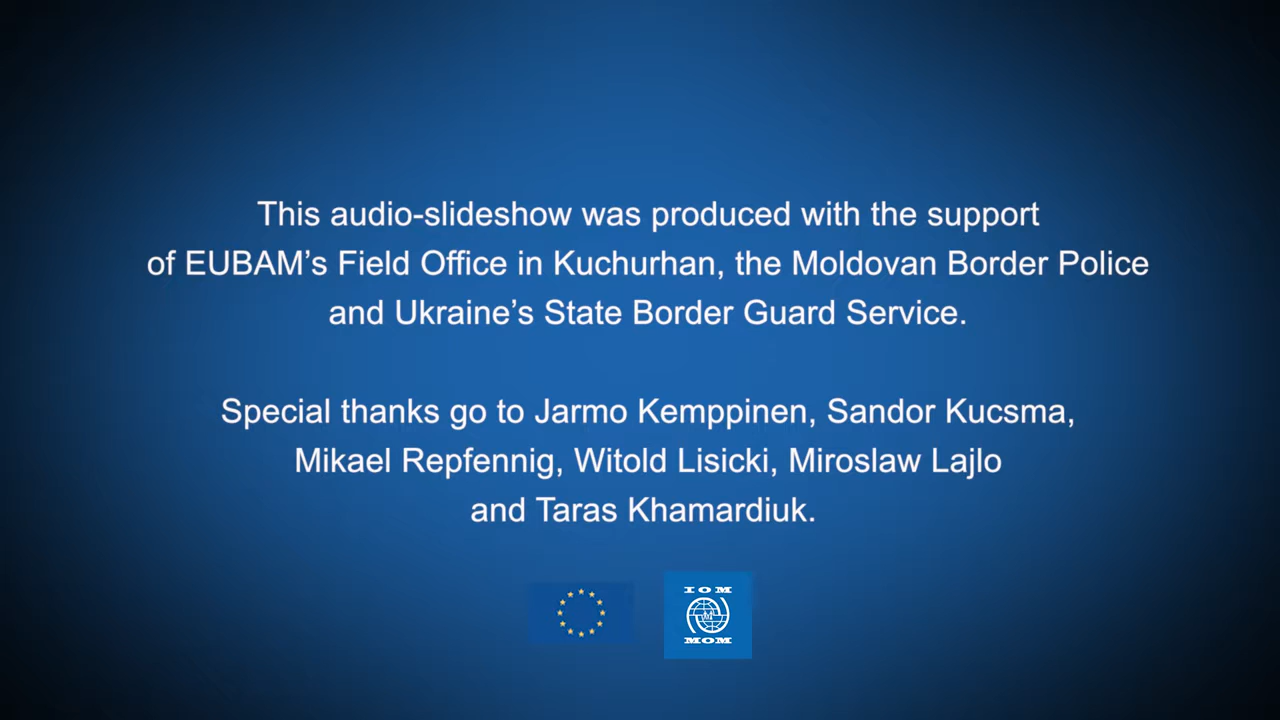 This audio-slideshow was produced with the support
of EUBAM’s Field Office in Kuchurhan, the Moldovan Border Police
and Ukraine’s State Border Guard Service.
Special thanks go to Jarmo Kemppinen, Sandor Kucsma,
Mikael Repfennig, Witold Lisicki, Miroslaw Lajlo
and Taras Khamardiuk.
IOM
MOM